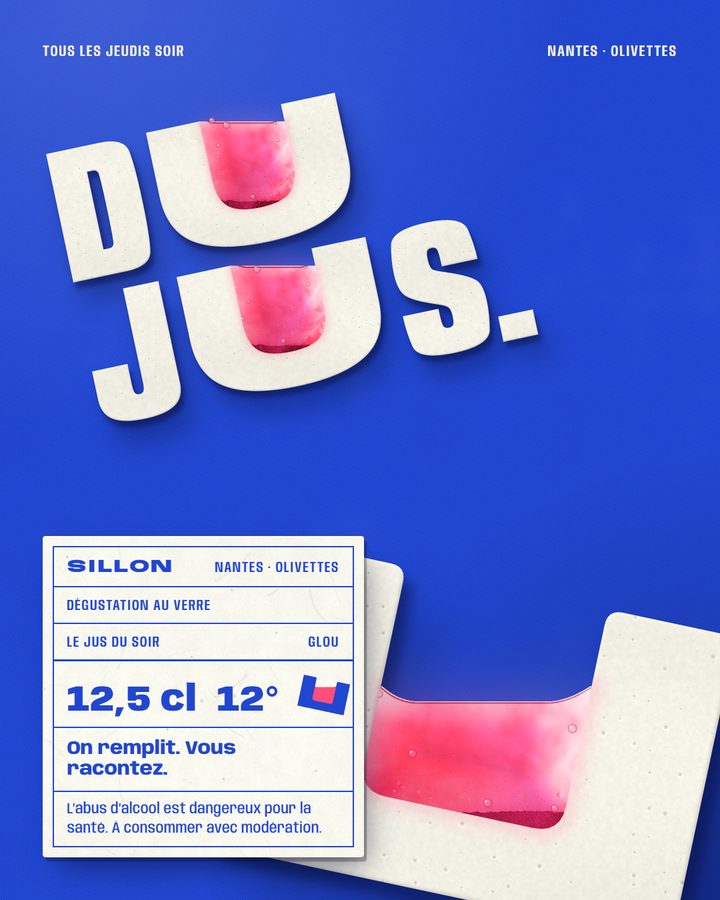 TOUS LES JEUDIS SOIR
NANTES · OLIVETTES
DU
JUS.
SILLON
NANTES · OLIVETTES
DÉGUSTATION AU VERRE
LE JUS DU SOIR
GLOU
12,5 cl 12°
On remplit. Vous
racontez.
L'abus d'alcool est dangereux pour la
santé. À consommer avec modération.